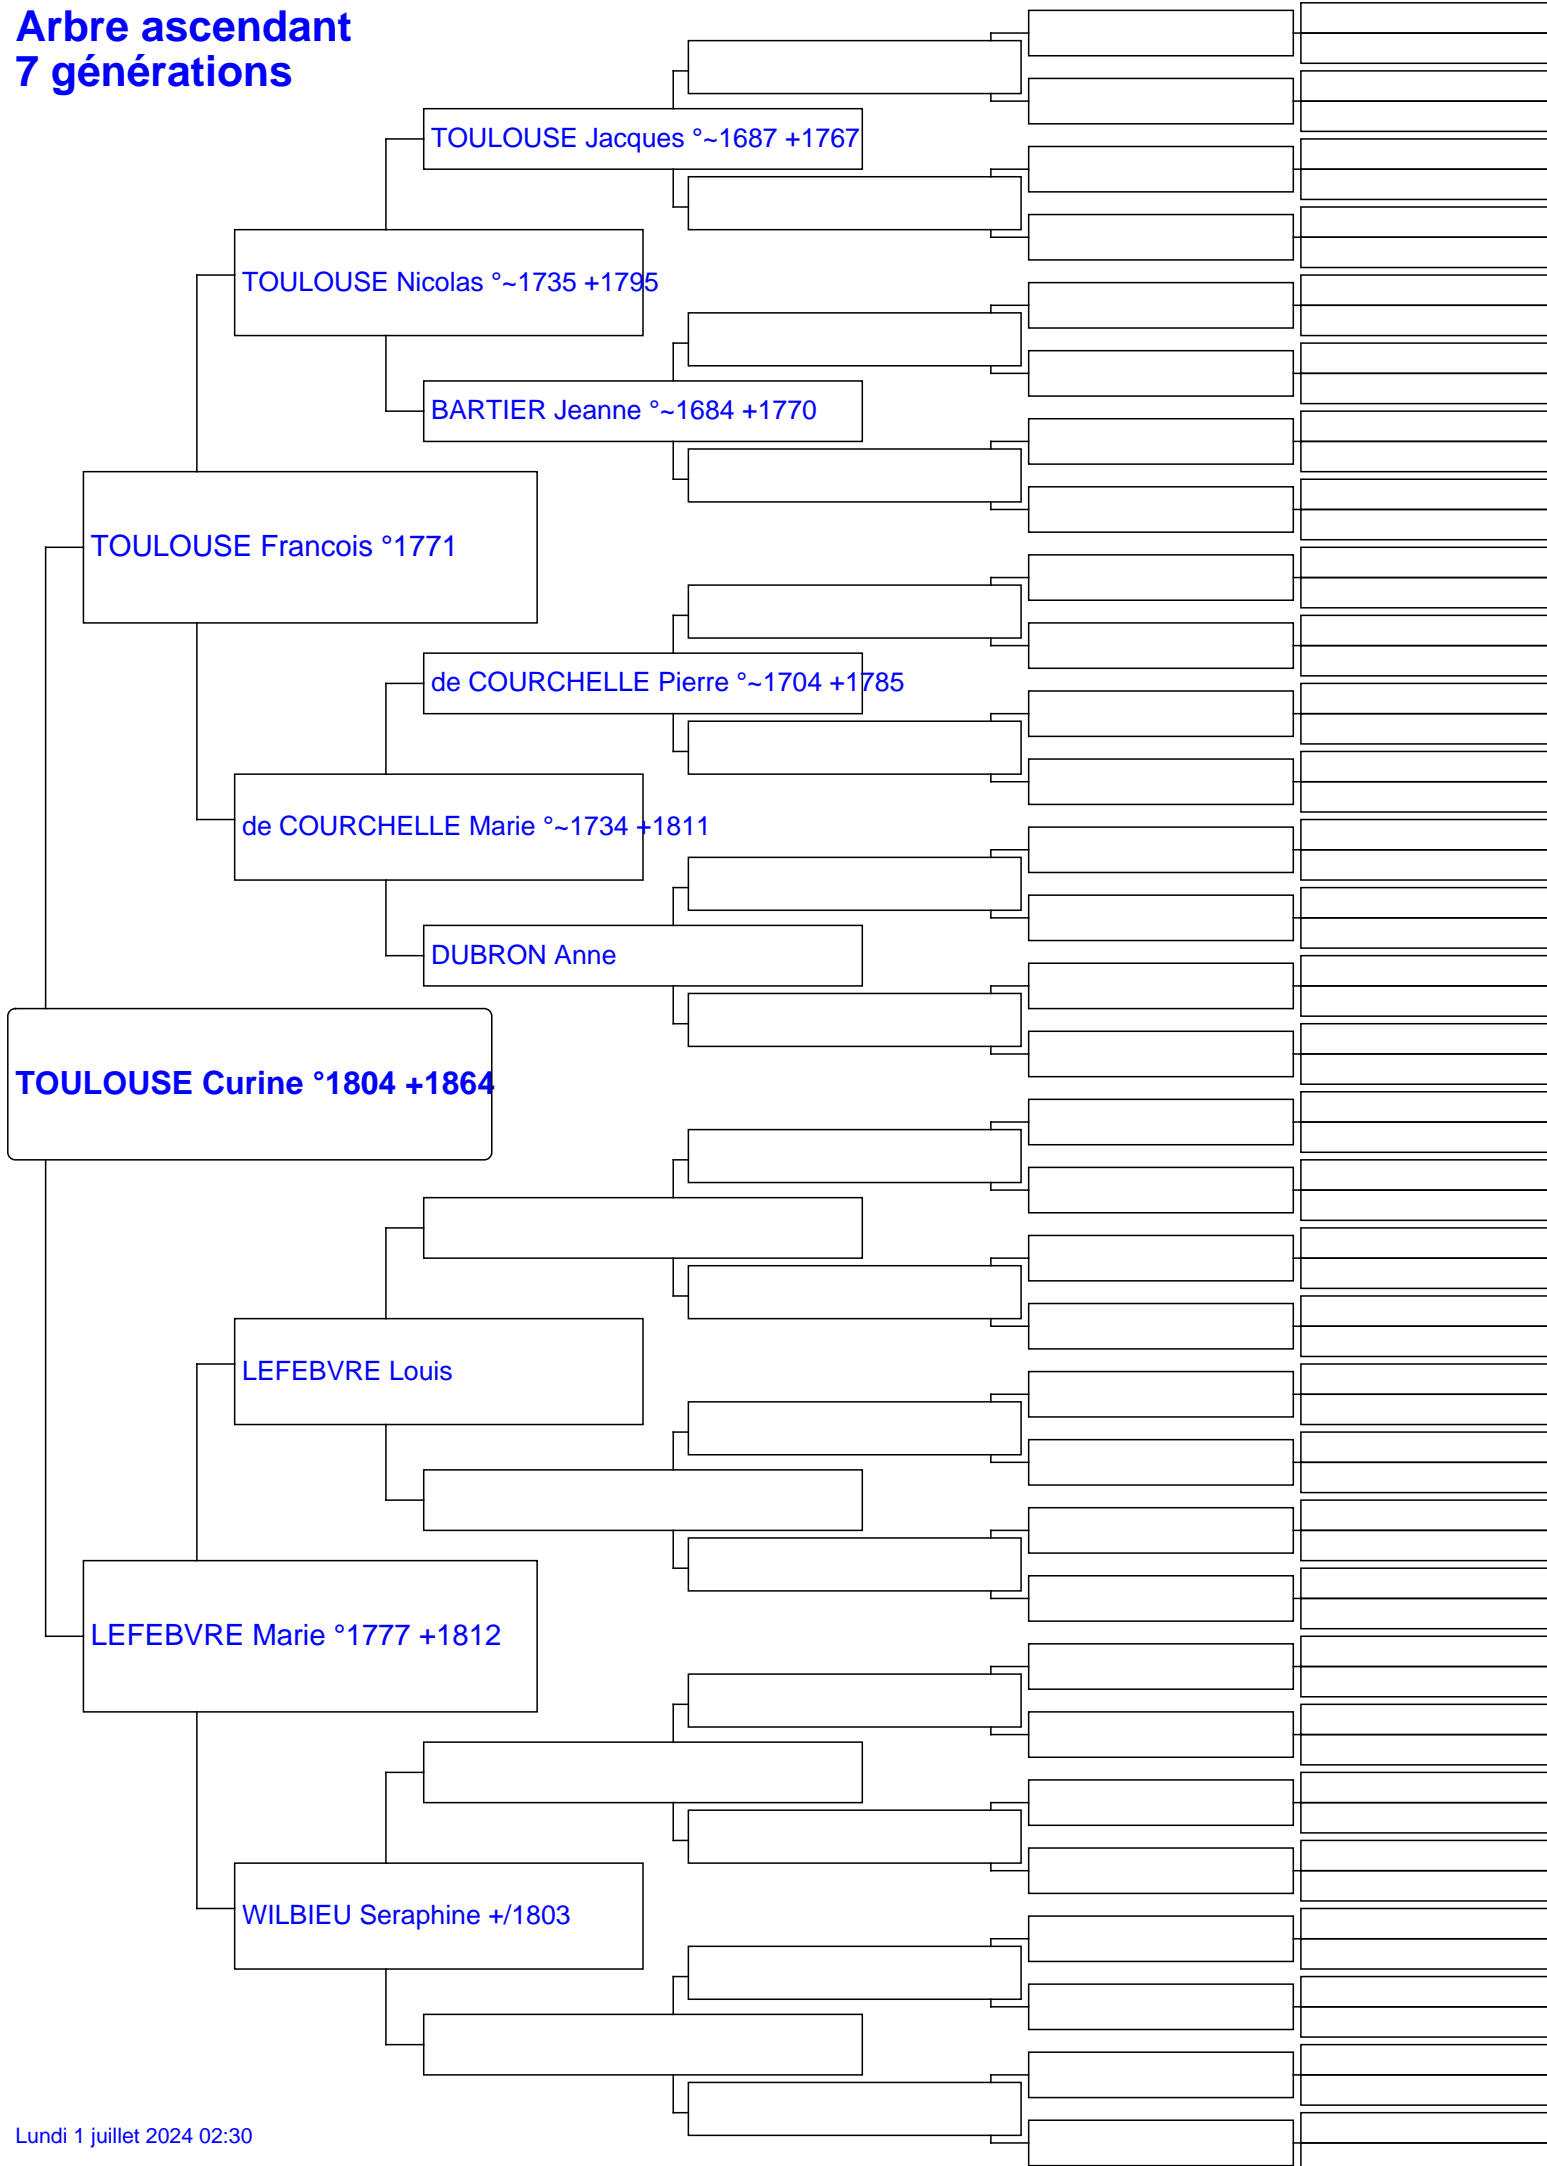 Arbre ascendant
7 générations
TOULOUSE Jacques °~1687 +1767
TOULOUSE Nicolas °~1735 +1795
BARTIER Jeanne °~1684 +1770
TOULOUSE Francois °1771
de COURCHELLE Pierre °~1704 +1785
de COURCHELLE Marie °~1734 +1811
DUBRON Anne
TOULOUSE Curine °1804 +1864
LEFEBVRE Louis
LEFEBVRE Marie °1777 +1812
WILBIEU Seraphine +/1803
Lundi 1 juillet 2024 02:30